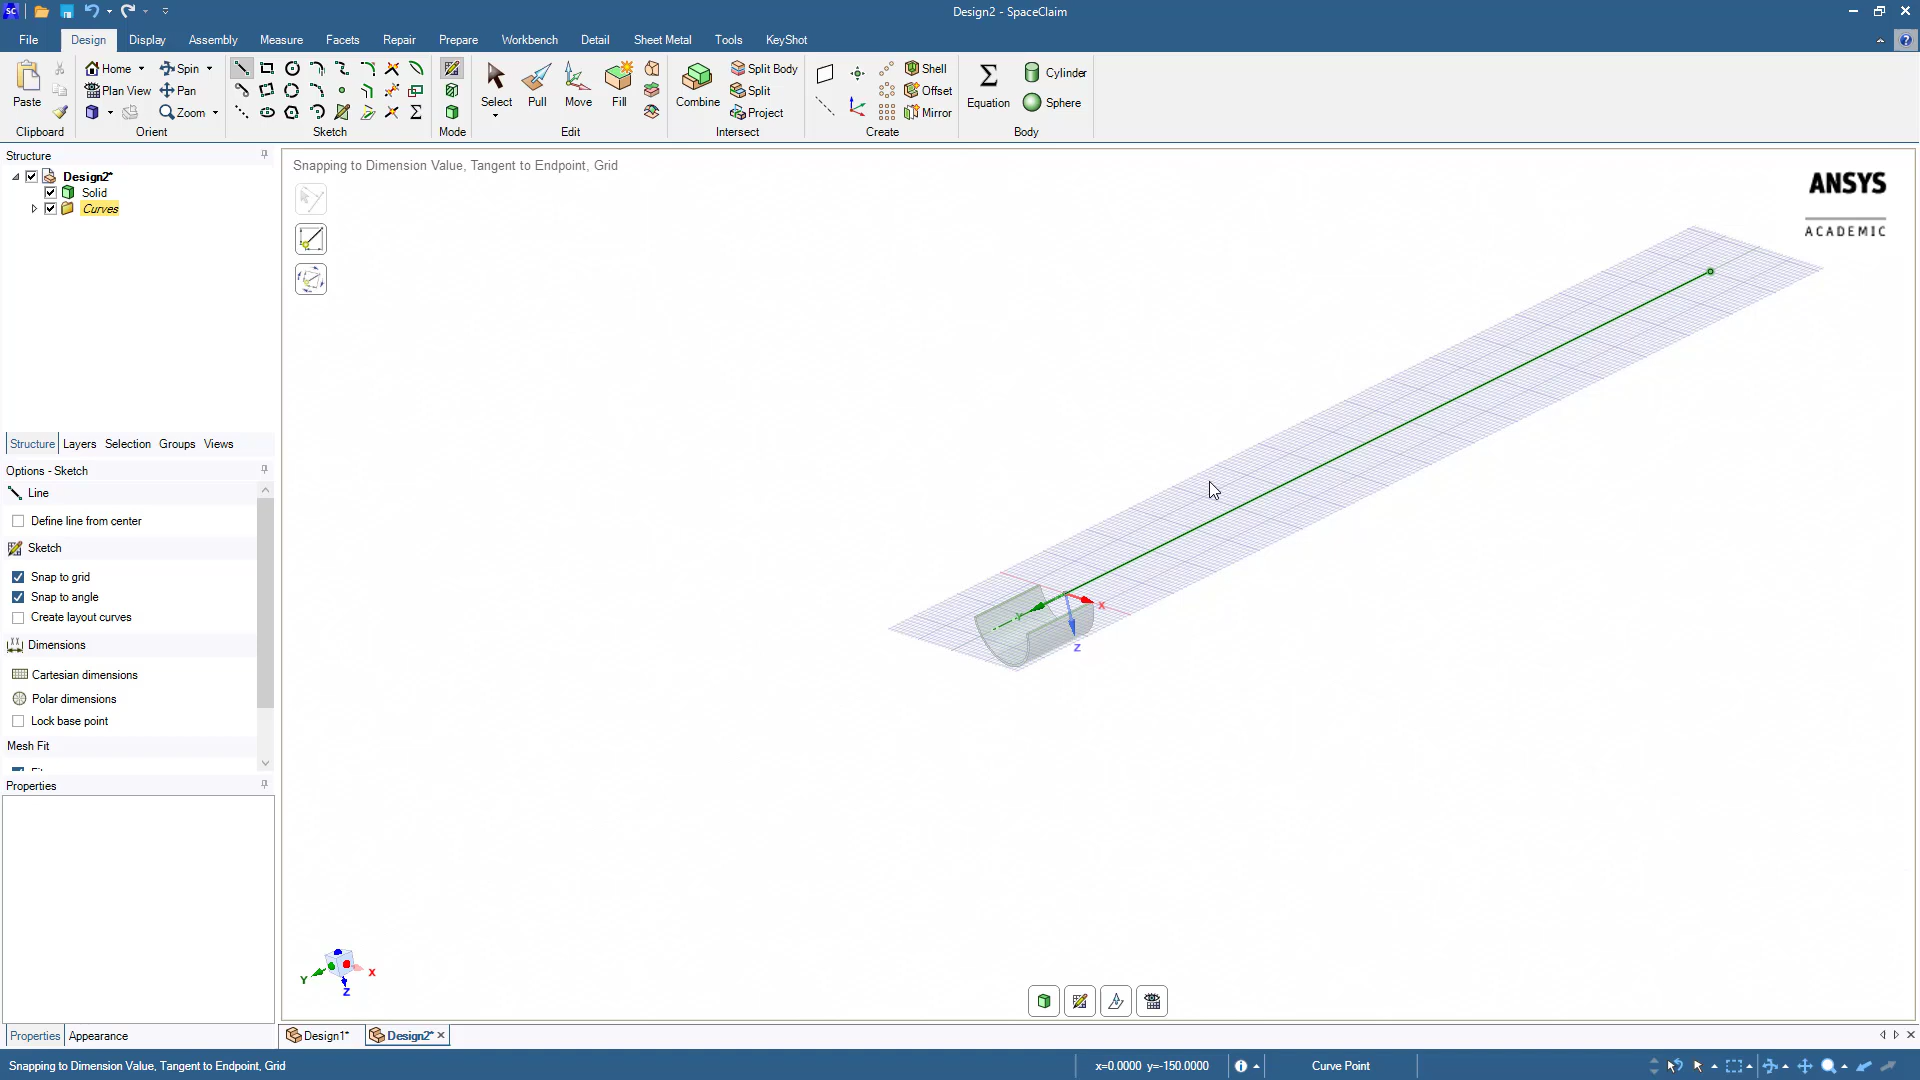 Design2 - SpaceClaim
File Design Display Assembly Measure Facets Repair Prepare Workbench Detail Sheet Metal Tools KeyShot
Paste
Home Spin
Plan View Pan
Zoom
Select Pull Move Fill
Combine
Split Body
Split
Project
Shell
Offset
Mirror
Equation
Cylinder
Sphere
Clipboard Orient Sketch Mode Edit Intersect Create Body
Structure
Design2*
Solid
Curves
Structure Layers Selection Groups Views
Options - Sketch
Line
Define line from center
Sketch
Snap to grid
Snap to angle
Create layout curves
Dimensions
Cartesian dimensions
Polar dimensions
Lock base point
Mesh Fit
Properties
Properties Appearance
Snapping to Dimension Value, Tangent to Endpoint, Grid
ANSYS
ACADEMIC
X
Z
Y
X
Z
Design1* Design2*
Snapping to Dimension Value, Tangent to Endpoint, Grid
x=0.0000 y=-150.0000
Curve Point